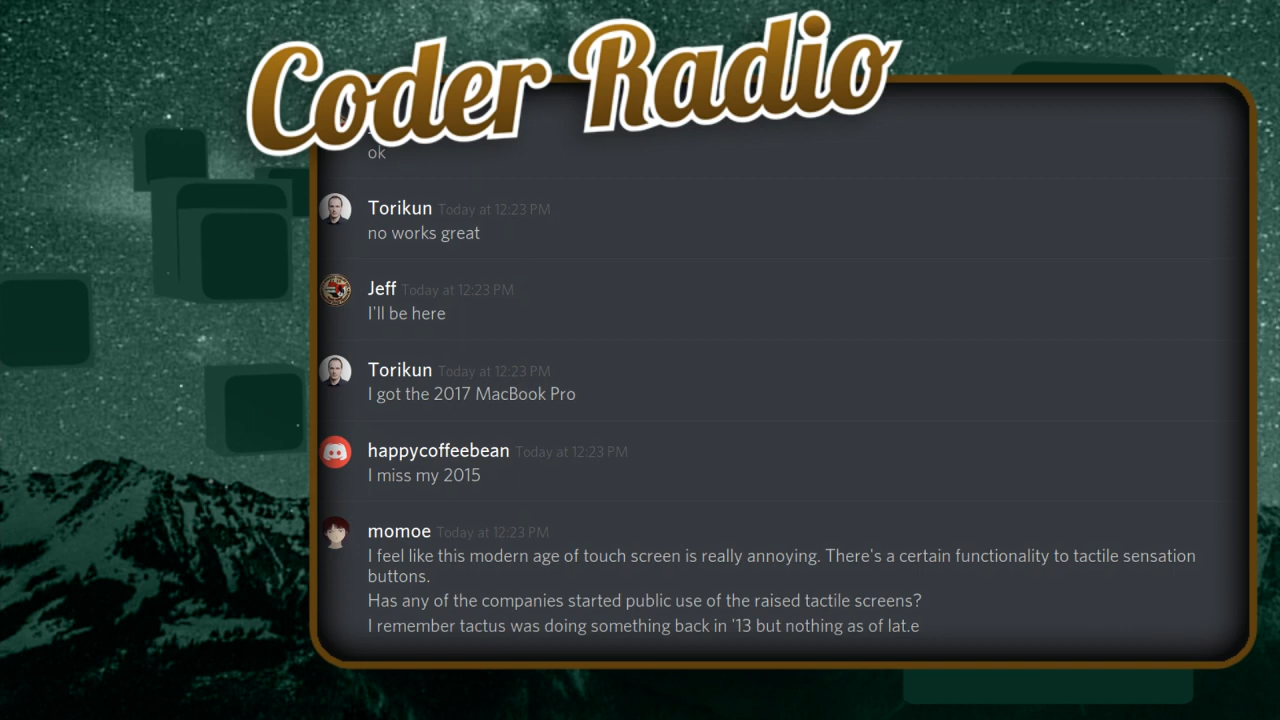 Coder Radio
ok
Torikun Today at 12:23 PM
no works great
Jeff Today at 12:23 PM
I'll be here
Torikun Today at 12:23 PM
I got the 2017 MacBook Pro
happycoffeebean Today at 12:23 PM
I miss my 2015
momoe Today at 12:23 PM
I feel like this modern age of touch screen is really annoying. There's a certain functionality to tactile sensation
buttons.
Has any of the companies started public use of the raised tactile screens?
I remember tactus was doing something back in '13 but nothing as of lat.e